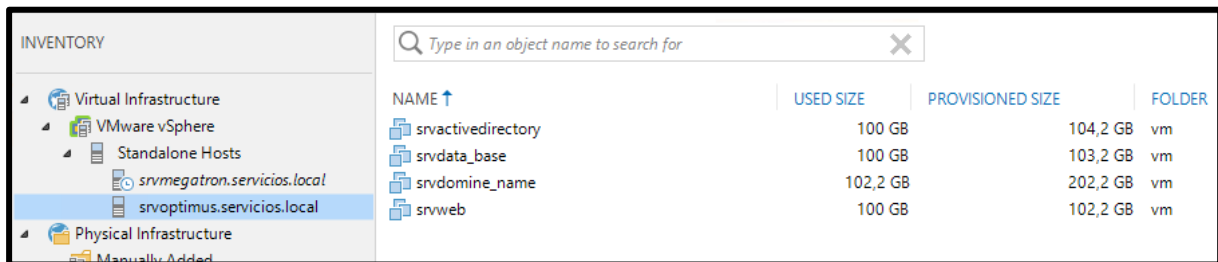 INVENTORY
Type in an object name to search for
Virtual Infrastructure
VMware vSphere
Standalone Hosts
srvmegatron.servicios.local
srvoptimus.servicios.local
Physical Infrastructure
Manually Added
NAME USED SIZE PROVISIONED SIZE FOLDER
srvactivedirectory 100 GB 104,2 GB vm
srvdata_base 100 GB 103,2 GB vm
srvdomine_name 102,2 GB 202,2 GB vm
srvweb 100 GB 102,2 GB vm